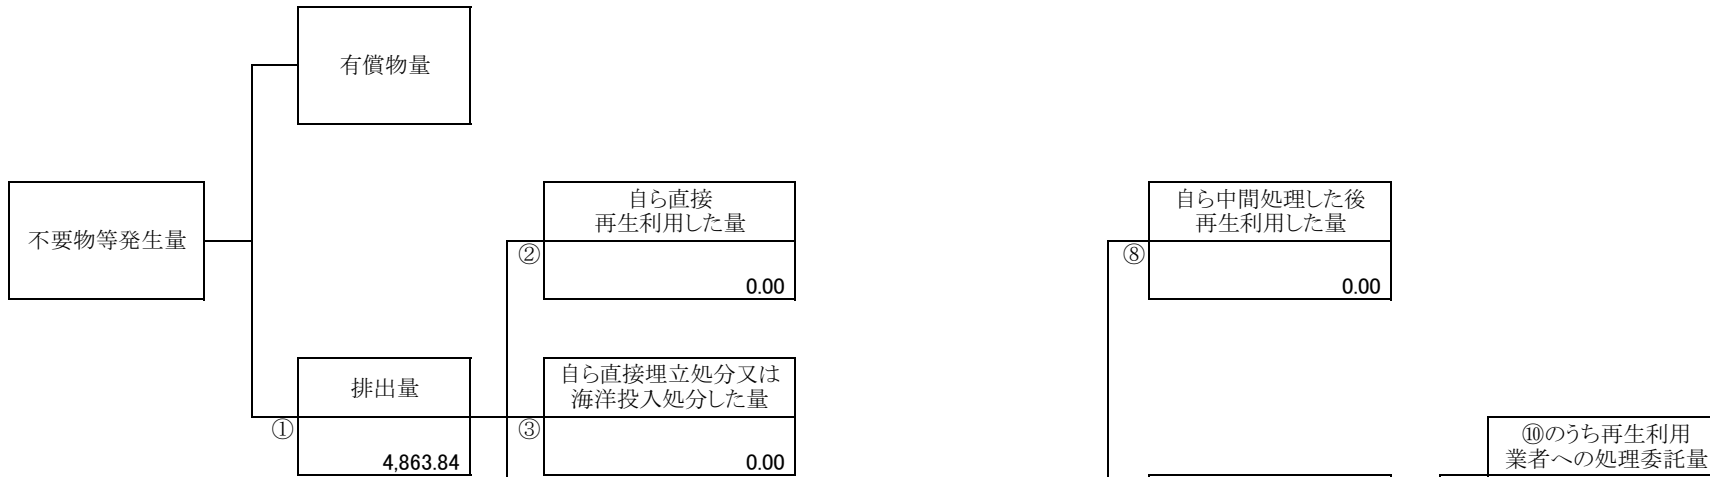 有償物量
不要物等発生量
自ら直接
再生利用した量
②
0.00
自ら中間処理した後
再生利用した量
⑧
0.00
排出量
①
4,863.84
自ら直接埋立処分又は
海洋投入処分した量
③
0.00
⑩のうち再生利用
業者への処理委託量